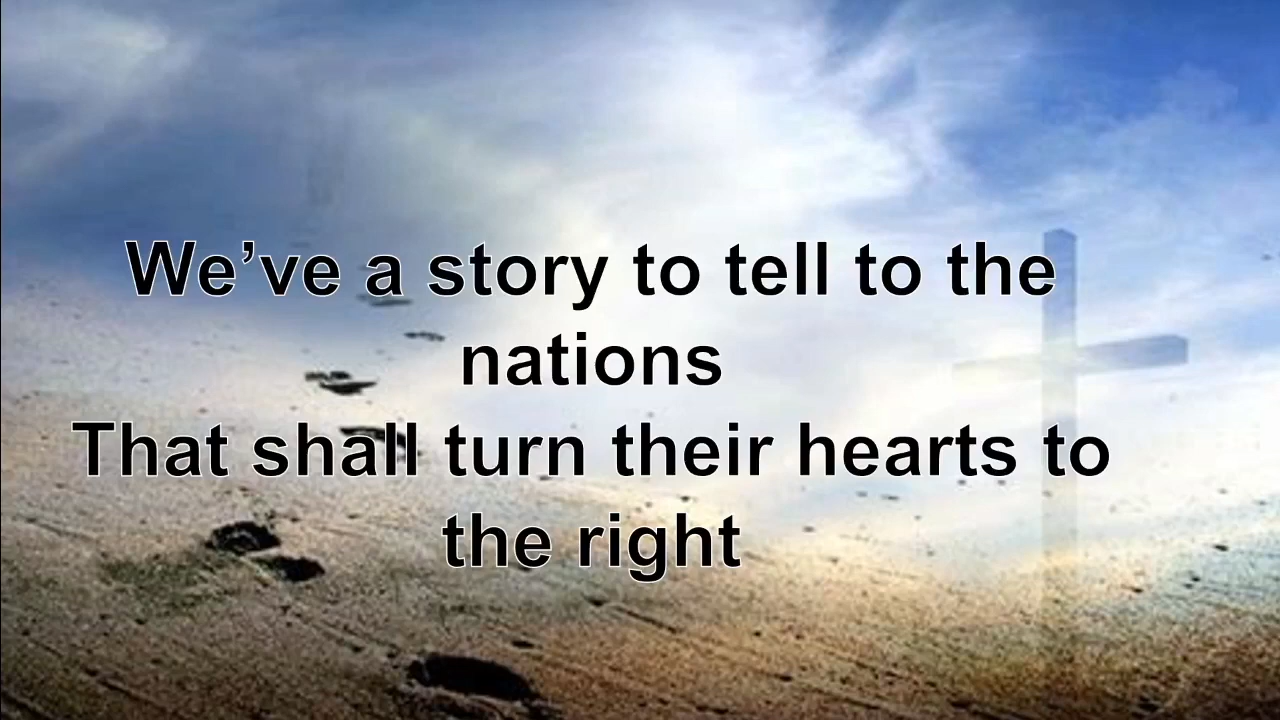 We’ve a story to tell to the
nations
That shall turn their hearts to
the right